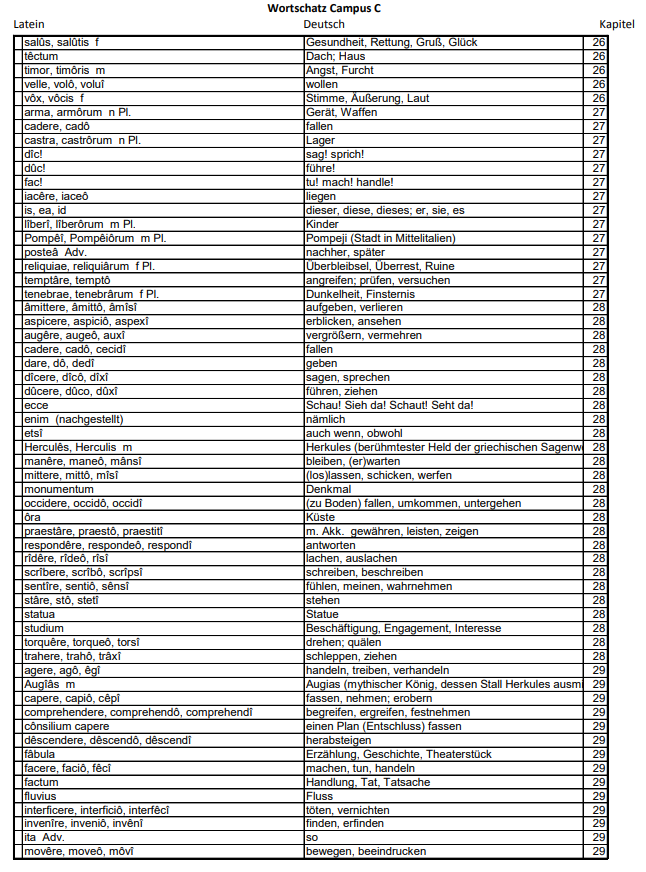 Wortschatz Campus C
Latein Deutsch Kapitel
salûs, salûtis f Gesundheit, Rettung, Gruß, Glück 26
têctum Dach; Haus 26
timor, timôris m Angst, Furcht 26
velle, volô, voluî wollen 26
vôx, vôcis f Stimme, Äußerung, Laut 26
arma, armôrum n Pl. Gerät, Waffen 27
cadere, cadô fallen 27
castra, castrôrum n Pl. Lager 27
dîc! sag! sprich! 27
dûc! führe! 27
fac! tu! mach! handle! 27
iacêre, iaceô liegen 27
is, ea, id dieser, diese, dieses; er, sie, es 27
lîberî, lîberôrum m Pl. Kinder 27
Pompêî, Pompêiôrum m Pl. Pompeji (Stadt in Mittelitalien) 27
posteâ Adv. nachher, später 27
reliquiae, reliquiârum f Pl. Überbleibsel, Überrest, Ruine 27
temptâre, temptô angreifen; prüfen, versuchen 27
tenebrae, tenebrârum f Pl. Dunkelheit, Finsternis 27
âmittere, âmittô, âmîsî aufgeben, verlieren 28
aspicere, aspiciô, aspexî erblicken, ansehen 28
augêre, augeô, auxî vergrößern, vermehren 28
cadere, cadô, cecidî fallen 28
dare, dô, dedî geben 28
dîcere, dîcô, dîxî sagen, sprechen 28
dûcere, dûco, dûxî führen, ziehen 28
ecce Schau! Sieh da! Schaut! Seht da! 28
enim (nachgestellt) nämlich 28
etsî auch wenn, obwohl 28
Herculês, Herculis m Herkules (berühmtester Held der griechischen Sagenw 28
manêre, maneô, mânsî bleiben, (er)warten 28
mittere, mittô, mîsî (los)lassen, schicken, werfen 28
monumentum Denkmal 28
occidere, occidô, occidî (zu Boden) fallen, umkommen, untergehen 28
ôra Küste 28
praestâre, praestô, praestitî m. Akk. gewähren, leisten, zeigen 28
respondêre, respondeô, respondî antworten 28
rîdêre, rîdeô, rîsî lachen, auslachen 28
scrîbere, scrîbô, scrîpsî schreiben, beschreiben 28
sentîre, sentiô, sênsî fühlen, meinen, wahrnehmen 28
stâre, stô, stetî stehen 28
statua Statue 28
studium Beschäftigung, Engagement, Interesse 28
torquêre, torqueô, torsî drehen; quälen 28
trahere, trahô, trâxî schleppen, ziehen 28
agere, agô, êgî handeln, treiben, verhandeln 29
Augîâs m Augias (mythischer König, dessen Stall Herkules ausmi 29
capere, capiô, cêpî fassen, nehmen; erobern 29
comprehendere, comprehendô, comprehendî begreifen, ergreifen, festnehmen 29
cônsilium capere einen Plan (Entschluss) fassen 29
dêscendere, dêscendô, dêscendî herabsteigen 29
fâbula Erzählung, Geschichte, Theaterstück 29
facere, faciô, fêcî machen, tun, handeln 29
factum Handlung, Tat, Tatsache 29
fluvius Fluss 29
interficere, interficiô, interfêcî töten, vernichten 29
invenîre, inveniô, invênî finden, erfinden 29
ita Adv. so 29
movêre, moveô, môvî bewegen, beeindrucken 29